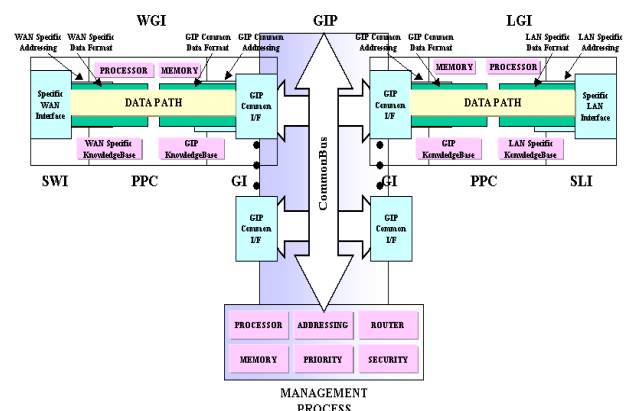 WGI
GIP
LGI
WAN Specific
Addressing
WAN Specific
Data Format
GIP Common
Data Format
GIP Common
Addressing
GIP Common
Addressing
GIP Common
Data Format
LAN Specific
Data Format
LAN Specific
Addressing
PROCESSOR
MEMORY
MEMORY
PROCESSOR
Specific
WAN
Interface
DATA PATH
GIP
Common
I/F
GIP
Common
I/F
DATA PATH
Specific
LAN
Interface
WAN Specific
KnowledgeBase
GIP
KnowledgeBase
GIP
KnowledgeBase
LAN Specific
KnowledgeBase
SWI
PPC
GI
CommonBus
GI
PPC
SLI
GIP
Common
I/F
GIP
Common
I/F
PROCESSOR
ADDRESSING
ROUTER
MEMORY
PRIORITY
SECURITY
MANAGEMENT
PROCESS